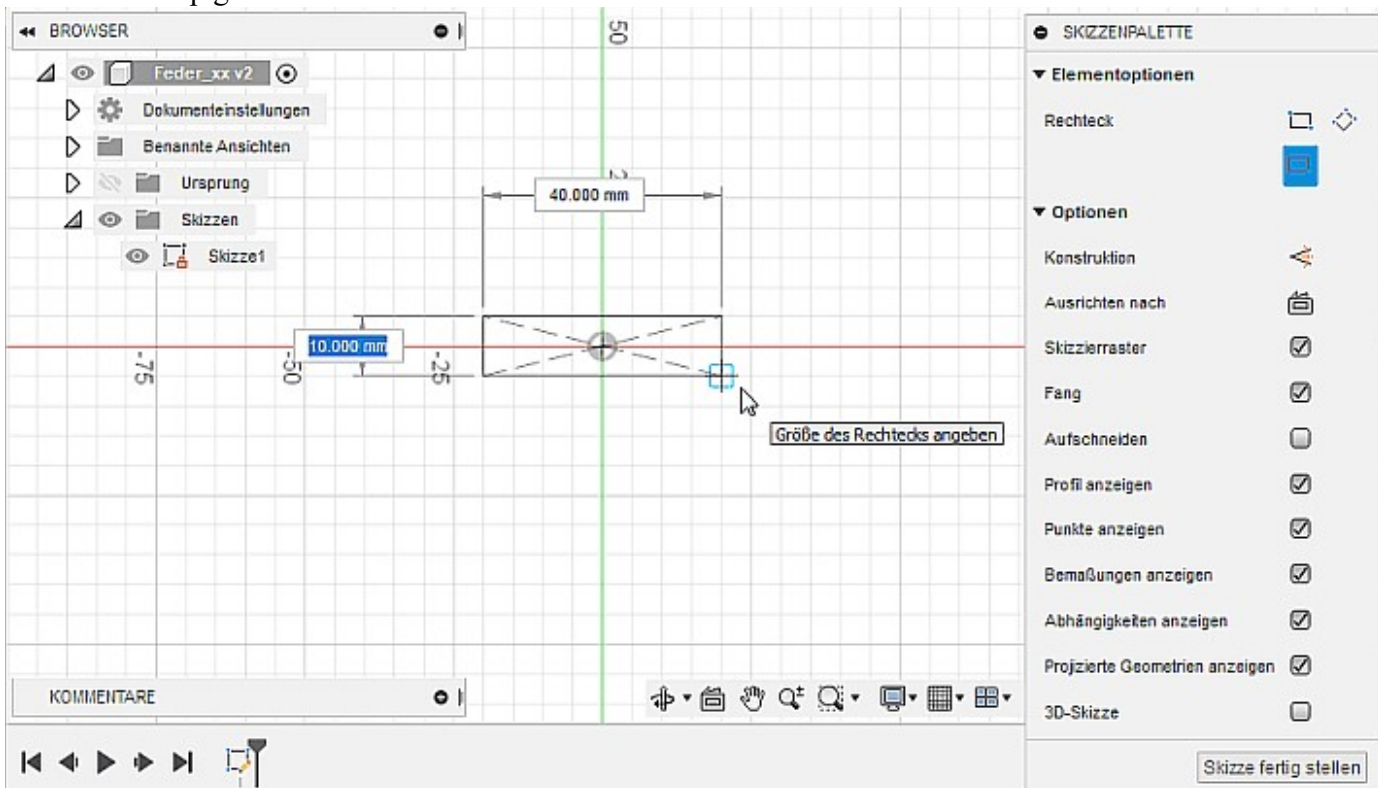 BROWSER
Feder_xx v2
Dokumenteinstellungen
Benannte Ansichten
Ursprung
Skizzen
Skizze1
50
40.000 mm
10.000 mm
-75
-50
-25
Größe des Rechtecks angeben
SKIZZENPALETTE
Elementoptionen
Rechteck
Optionen
Konstruktion
Ausrichten nach
Skizzierraster
Fang
Aufschneiden
Profil anzeigen
Punkte anzeigen
Bemaßungen anzeigen
Abhängigkeiten anzeigen
Projizierte Geometrien anzeigen
3D-Skizze
Skizze fertig stellen
KOMMENTARE